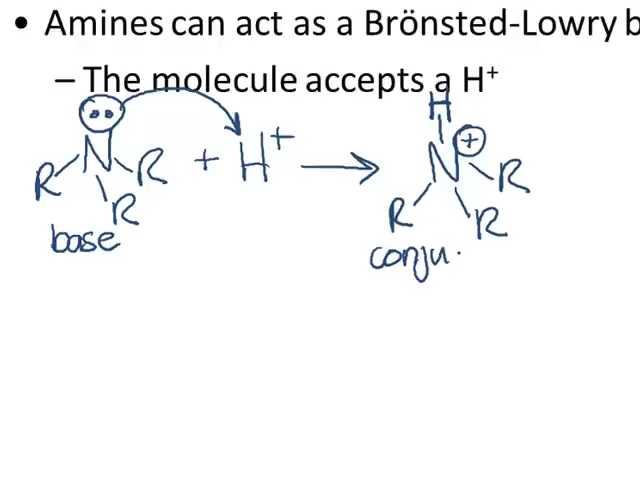 • Amines can act as a Brönsted-Lowry b
– The molecule accepts a H⁺
H
N R + H⁺ → N ⊕
R R R R
R
base conju